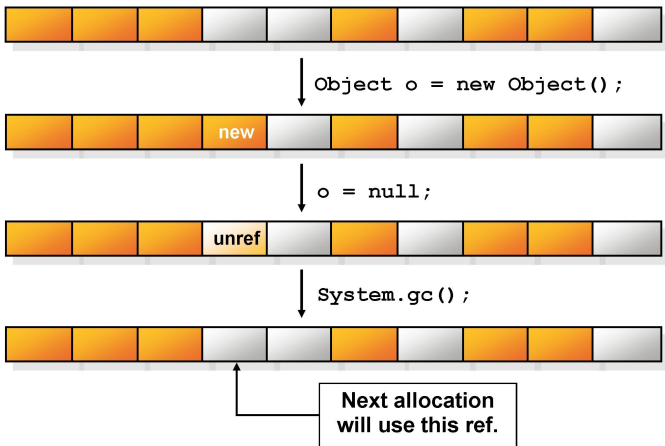 Object o = new Object();
new
o = null;
unref
System.gc();
Next allocation
will use this ref.